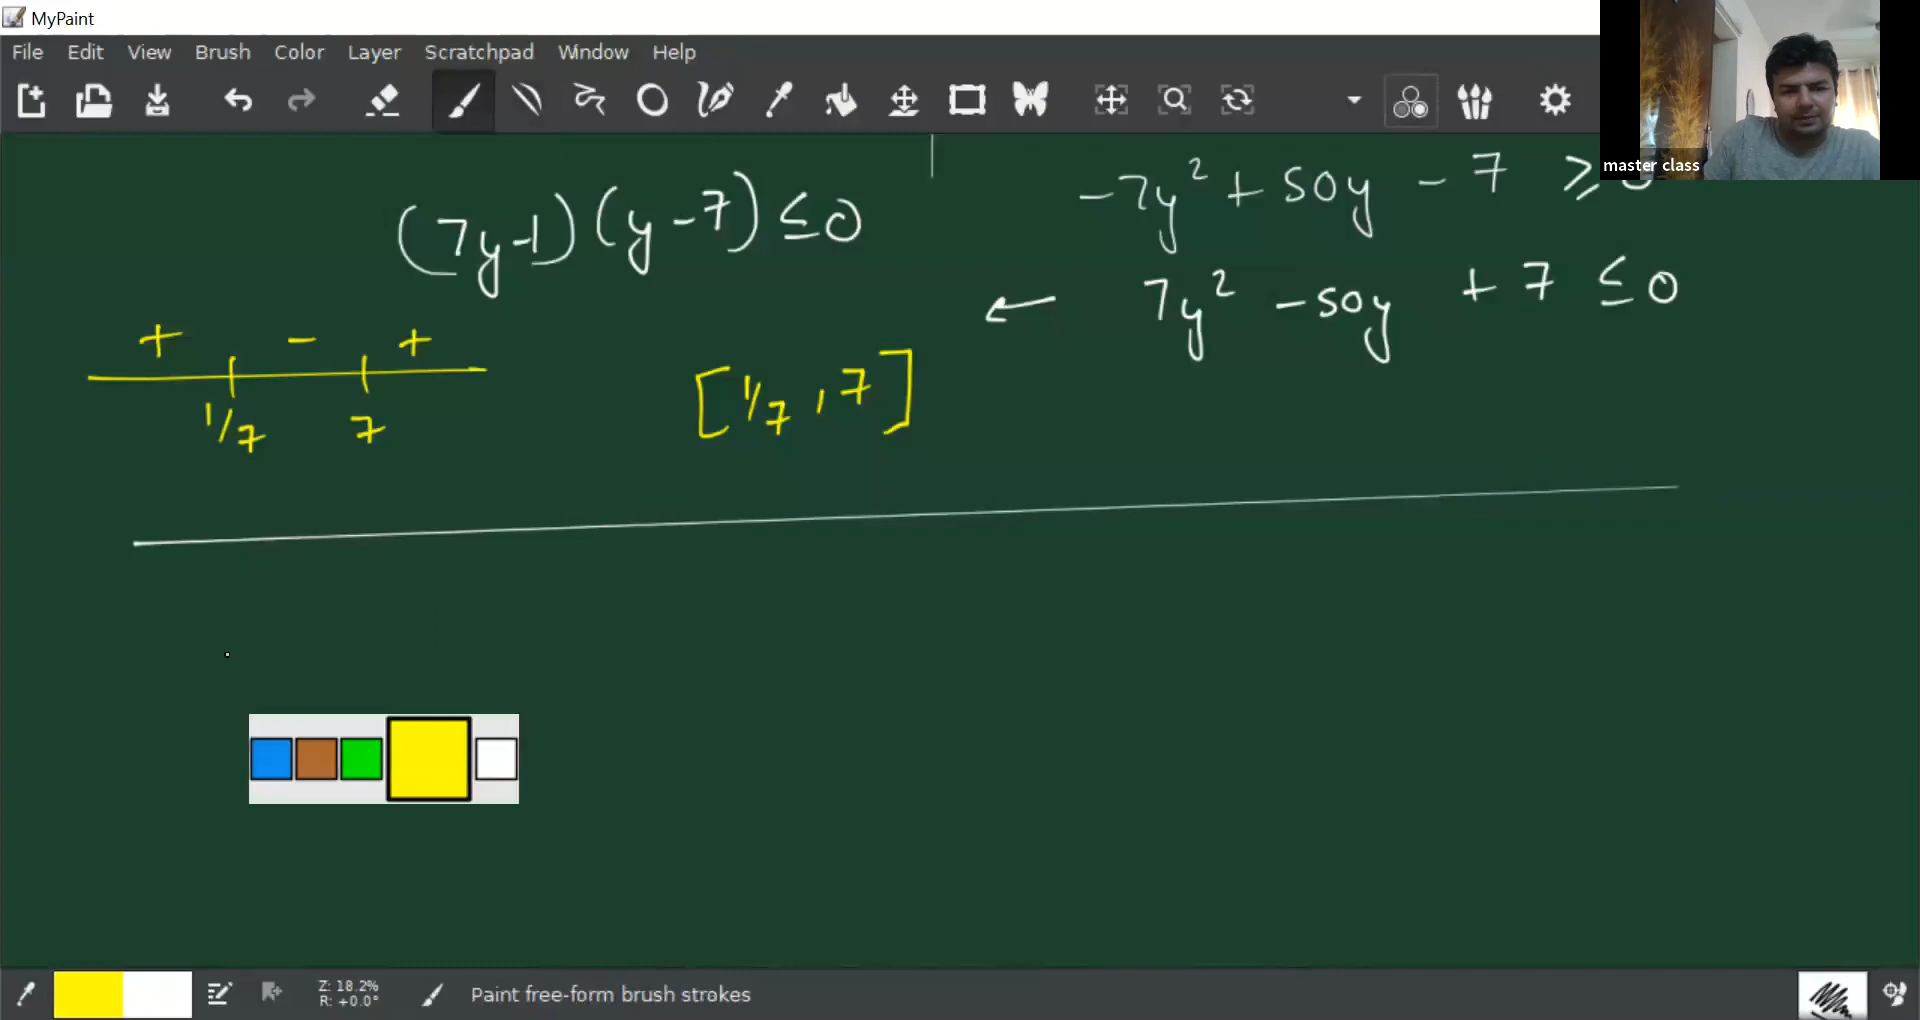 MyPaint
File Edit View Brush Color Layer Scratchpad Window Help
master class
-7y² + 50y - 7 ≥ 0
(7y-1)(y-7) ≤ 0
← 7y² - 50y + 7 ≤ 0
+ - +
1/7 7
[1/7, 7]
Z: 18.2%
R: +0.0°
Paint free-form brush strokes